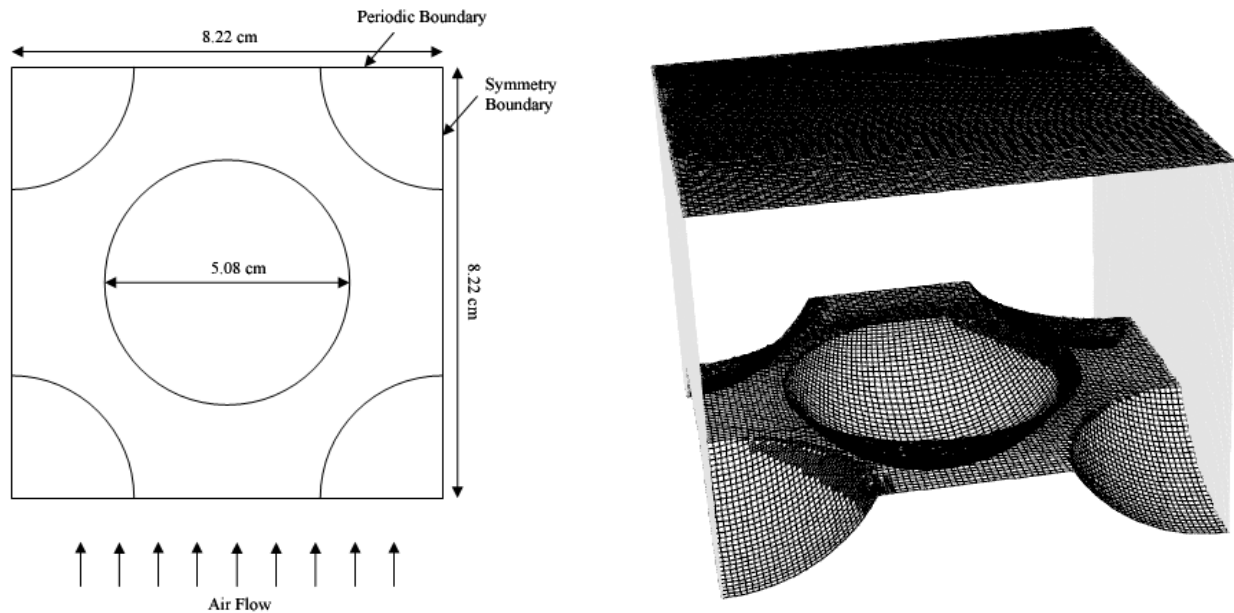 Periodic Boundary
8.22 cm
Symmetry
Boundary
5.08 cm
8.22 cm
Air Flow